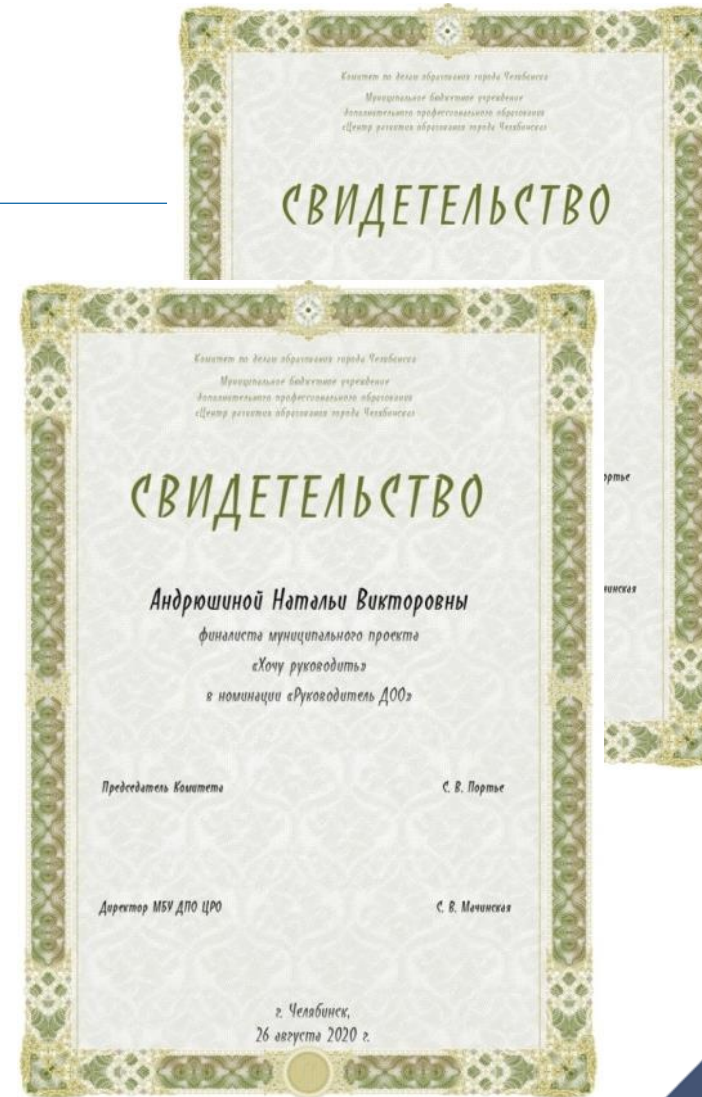 Комитет по делам образования города Челябинска
Муниципальное бюджетное учреждение
дополнительного профессионального образования
«Центр развития образования города Челябинска»
СВИДЕТЕЛЬСТВО
ортье
чинская
Комитет по делам образования города Челябинска
Муниципальное бюджетное учреждение
дополнительного профессионального образования
«Центр развития образования города Челябинска»
СВИДЕТЕЛЬСТВО
Андрюшиной Натальи Викторовны
финалиста муниципального проекта
«Хочу руководить»
в номинации «Руководитель ДОО»
Председатель Комитета С. В. Портье
Директор МБУ ДПО ЦРО С. В. Мачинская
г. Челябинск,
26 августа 2020 г.